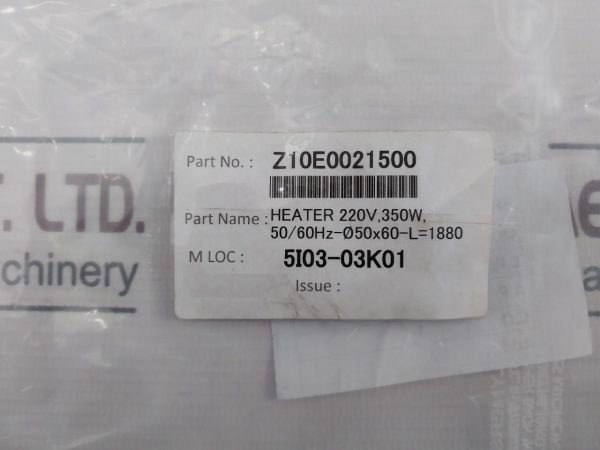 Part No. : Z10E0021500
Part Name : HEATER 220V,350W,
50/60Hz-Ø50x60-L=1880
M LOC : 5I03-03K01
Issue :
. LTD.
chinery